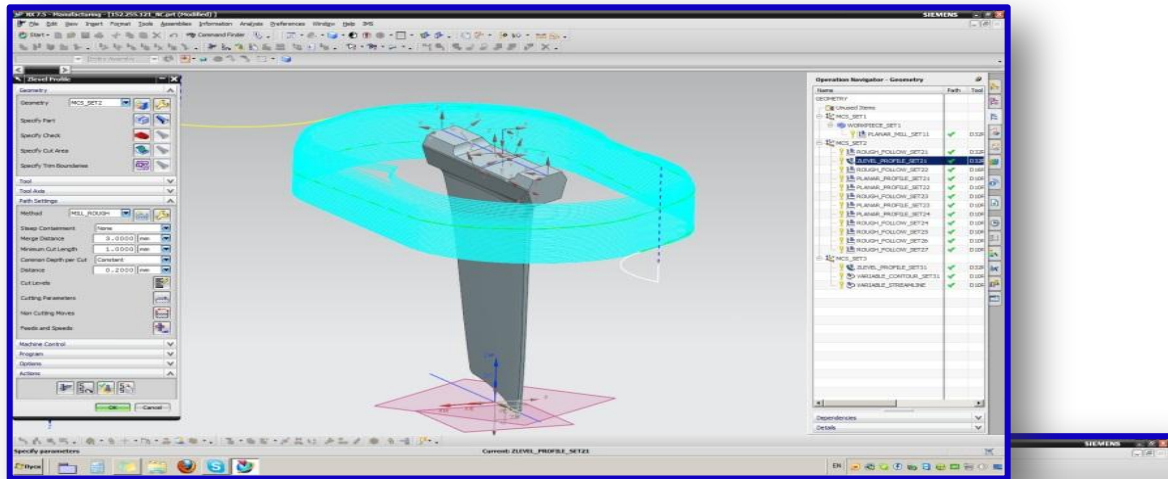 NX 7.5 - Manufacturing - [152.255.121_NC.prt (Modified) ]
SIEMENS
File Edit View Insert Format Tools Assemblies Information Analysis Preferences Window Help
Start
Command Finder
Zlevel Profile
Geometry
Geometry MCS_SET2
Specify Part
Specify Check
Specify Cut Area
Specify Trim Boundaries
Tool
Tool Axis
Path Settings
Method MILL_ROUGH
Steep Containment None
Merge Distance 3.0000 mm
Minimum Cut Length 1.0000 mm
Common Depth per Cut Constant
Distance 0.2000 mm
Cut Levels
Cutting Parameters
Non Cutting Moves
Feeds and Speeds
Machine Control
Program
Options
Actions
OK Cancel
Operation Navigator - Geometry
Name Path Tool
GEOMETRY
Unused Items
MCS_SET1
WORKPIECE_SET1
PLANAR_MILL_SET11
MCS_SET2
ROUGH_FOLLOW_SET21
ZLEVEL_PROFILE_SET21
ROUGH_FOLLOW_SET22
PLANAR_PROFILE_SET21
PLANAR_PROFILE_SET22
ROUGH_FOLLOW_SET23
PLANAR_PROFILE_SET23
PLANAR_PROFILE_SET24
ROUGH_FOLLOW_SET24
ROUGH_FOLLOW_SET25
ROUGH_FOLLOW_SET26
ROUGH_FOLLOW_SET27
MCS_SET3
ZLEVEL_PROFILE_SET31
VARIABLE_CONTOUR_SET31
VARIABLE_STREAMLINE
Dependencies
Details
Specify parameters
Current: ZLEVEL_PROFILE_SET21
Пуск
EN
SIEMENS